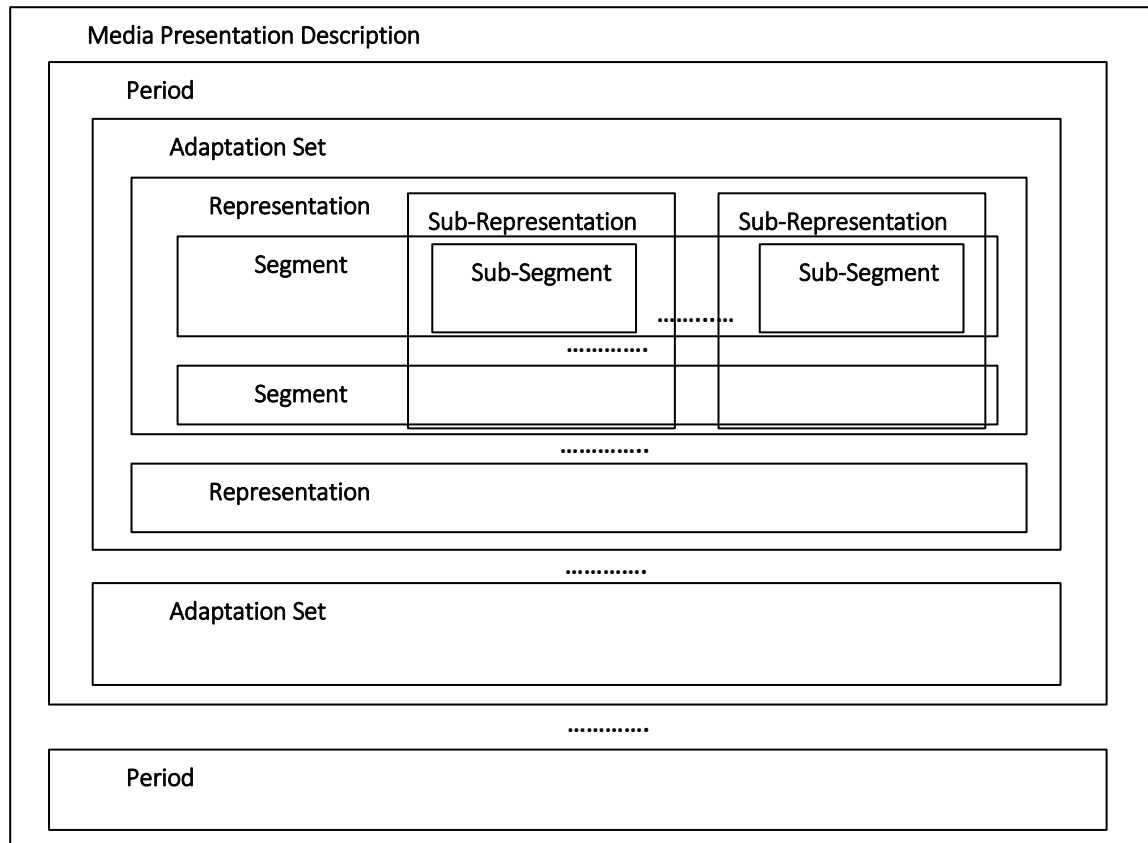 Media Presentation Description
Period
Adaptation Set
Representation
Sub-Representation
Sub-Representation
Segment
Sub-Segment
Sub-Segment
…………
………….
Segment
…………..
Representation
………….
Adaptation Set
………….
Period